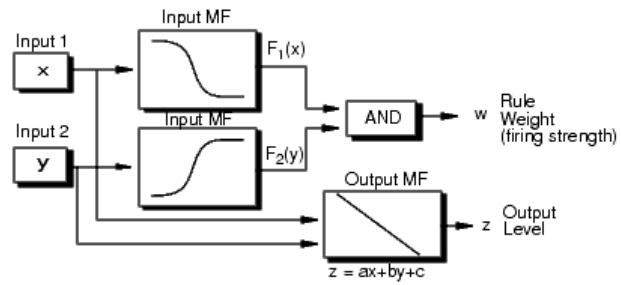 Input MF
Input 1
x
F1(x)
Input MF
AND
w
Rule
Weight
(firing strength)
Input 2
y
F2(y)
Output MF
z
Output
Level
z = ax+by+c